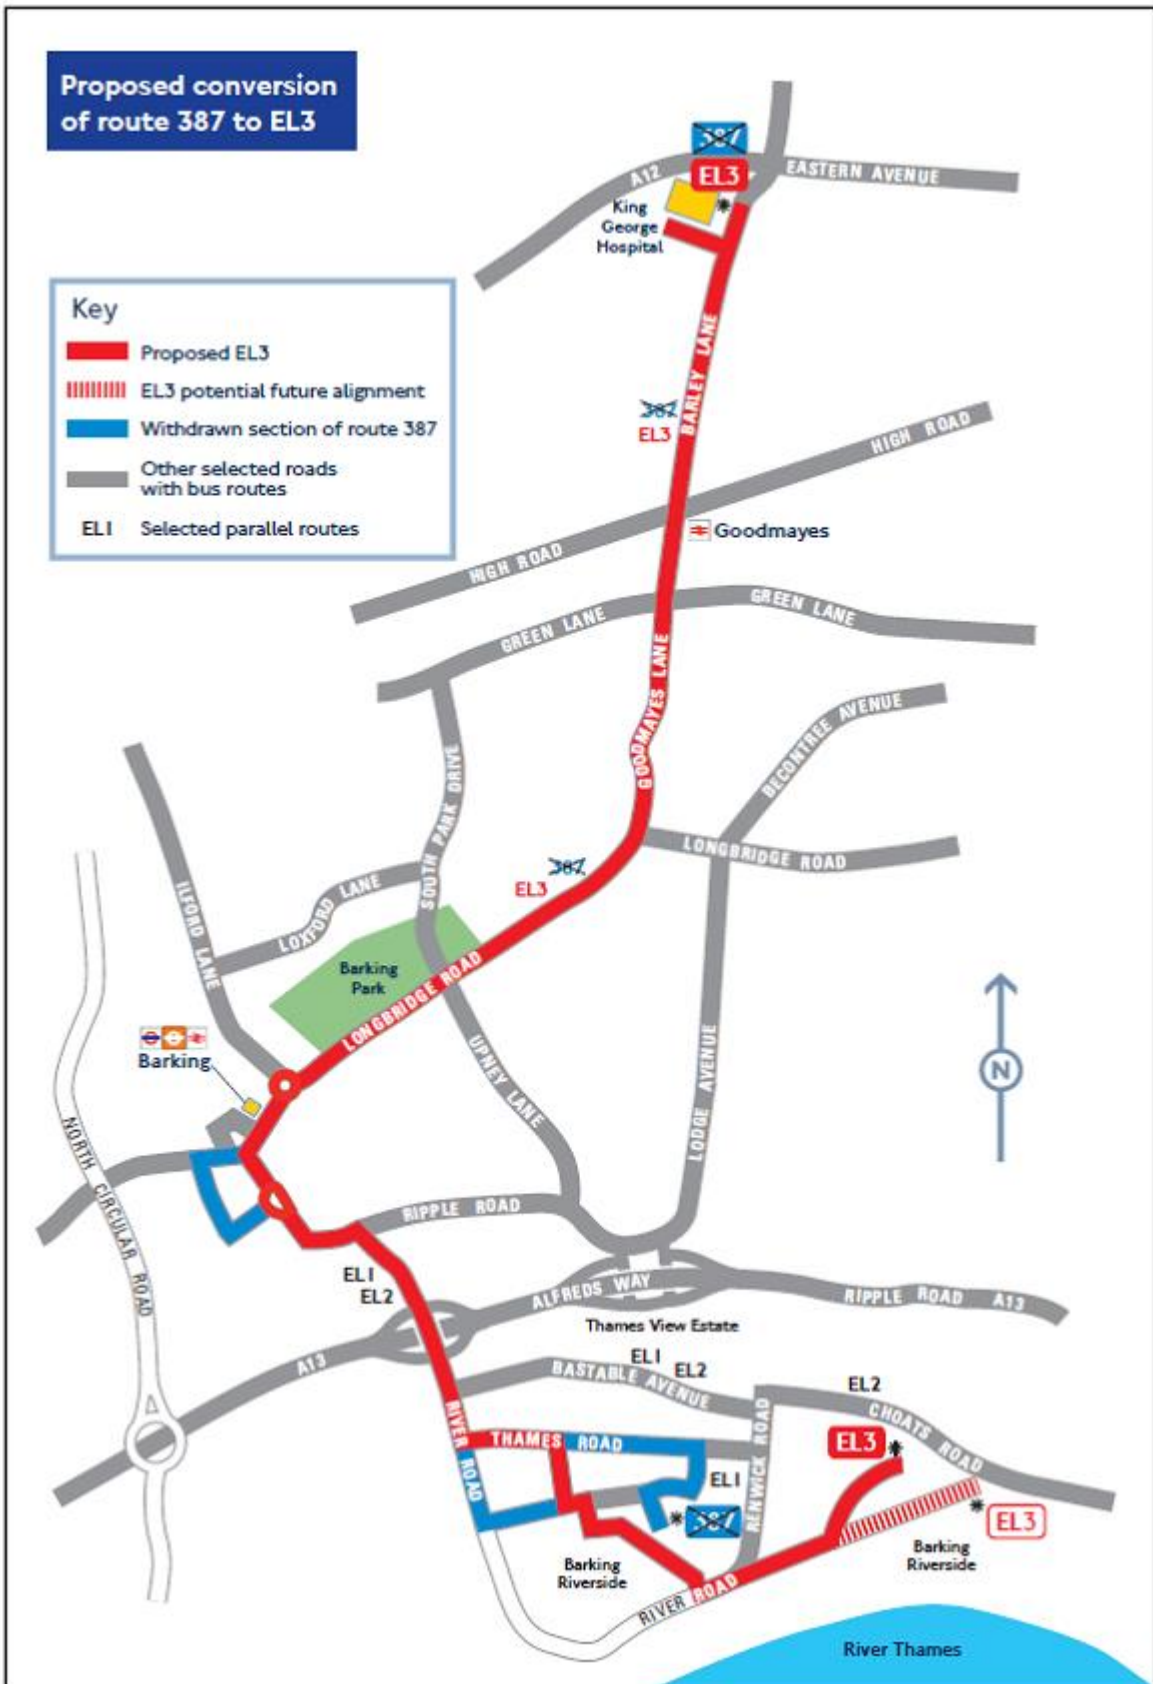 Proposed conversion
of route 387 to EL3
387
EL3
A12
EASTERN AVENUE
King
George
Hospital
Key
Proposed EL3
EL3 potential future alignment
Withdrawn section of route 387
Other selected roads
with bus routes
EL1 Selected parallel routes
BARLEY LANE
387
EL3
HIGH ROAD
Goodmayes
HIGH ROAD
GREEN LANE
GREEN LANE
GOODMAYES LANE
BECONTREE AVENUE
SOUTH PARK DRIVE
LONGBRIDGE ROAD
387
EL3
ILFORD LANE
LOXFORD LANE
Barking
Park
LONGBRIDGE ROAD
Barking
UPNEY LANE
LODGE AVENUE
N
NORTH CIRCULAR ROAD
RIPPLE ROAD
EL1
EL2
ALFREDS WAY
RIPPLE ROAD A13
Thames View Estate
A13
EL1
EL2
BASTABLE AVENUE
EL2
CHOATS ROAD
RIVER ROAD
THAMES ROAD
RENWICK ROAD
EL3
EL1
387
EL3
Barking
Riverside
Barking
Riverside
RIVER ROAD
River Thames